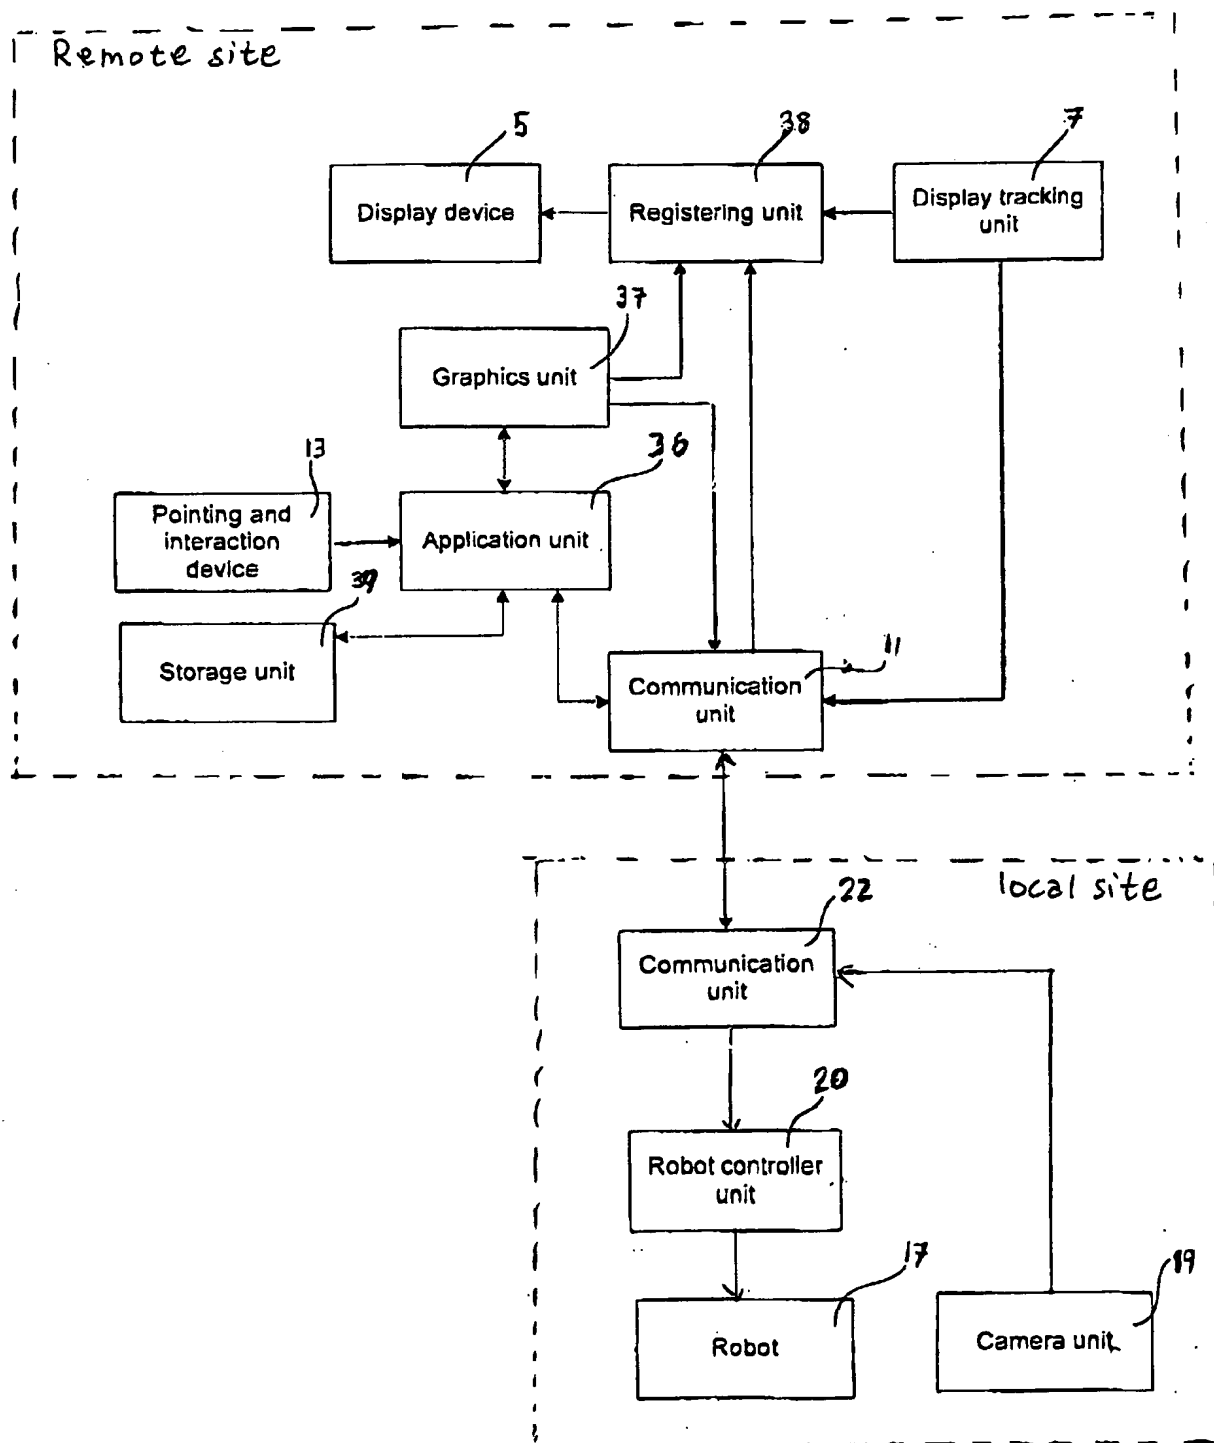 Remote site
5
38
7
Display device
Registering unit
Display tracking
unit
37
Graphics unit
13
36
Pointing and
interaction
device
Application unit
39
Storage unit
11
Communication
unit
local site
22
Communication
unit
20
Robot controller
unit
17
19
Robot
Camera unit